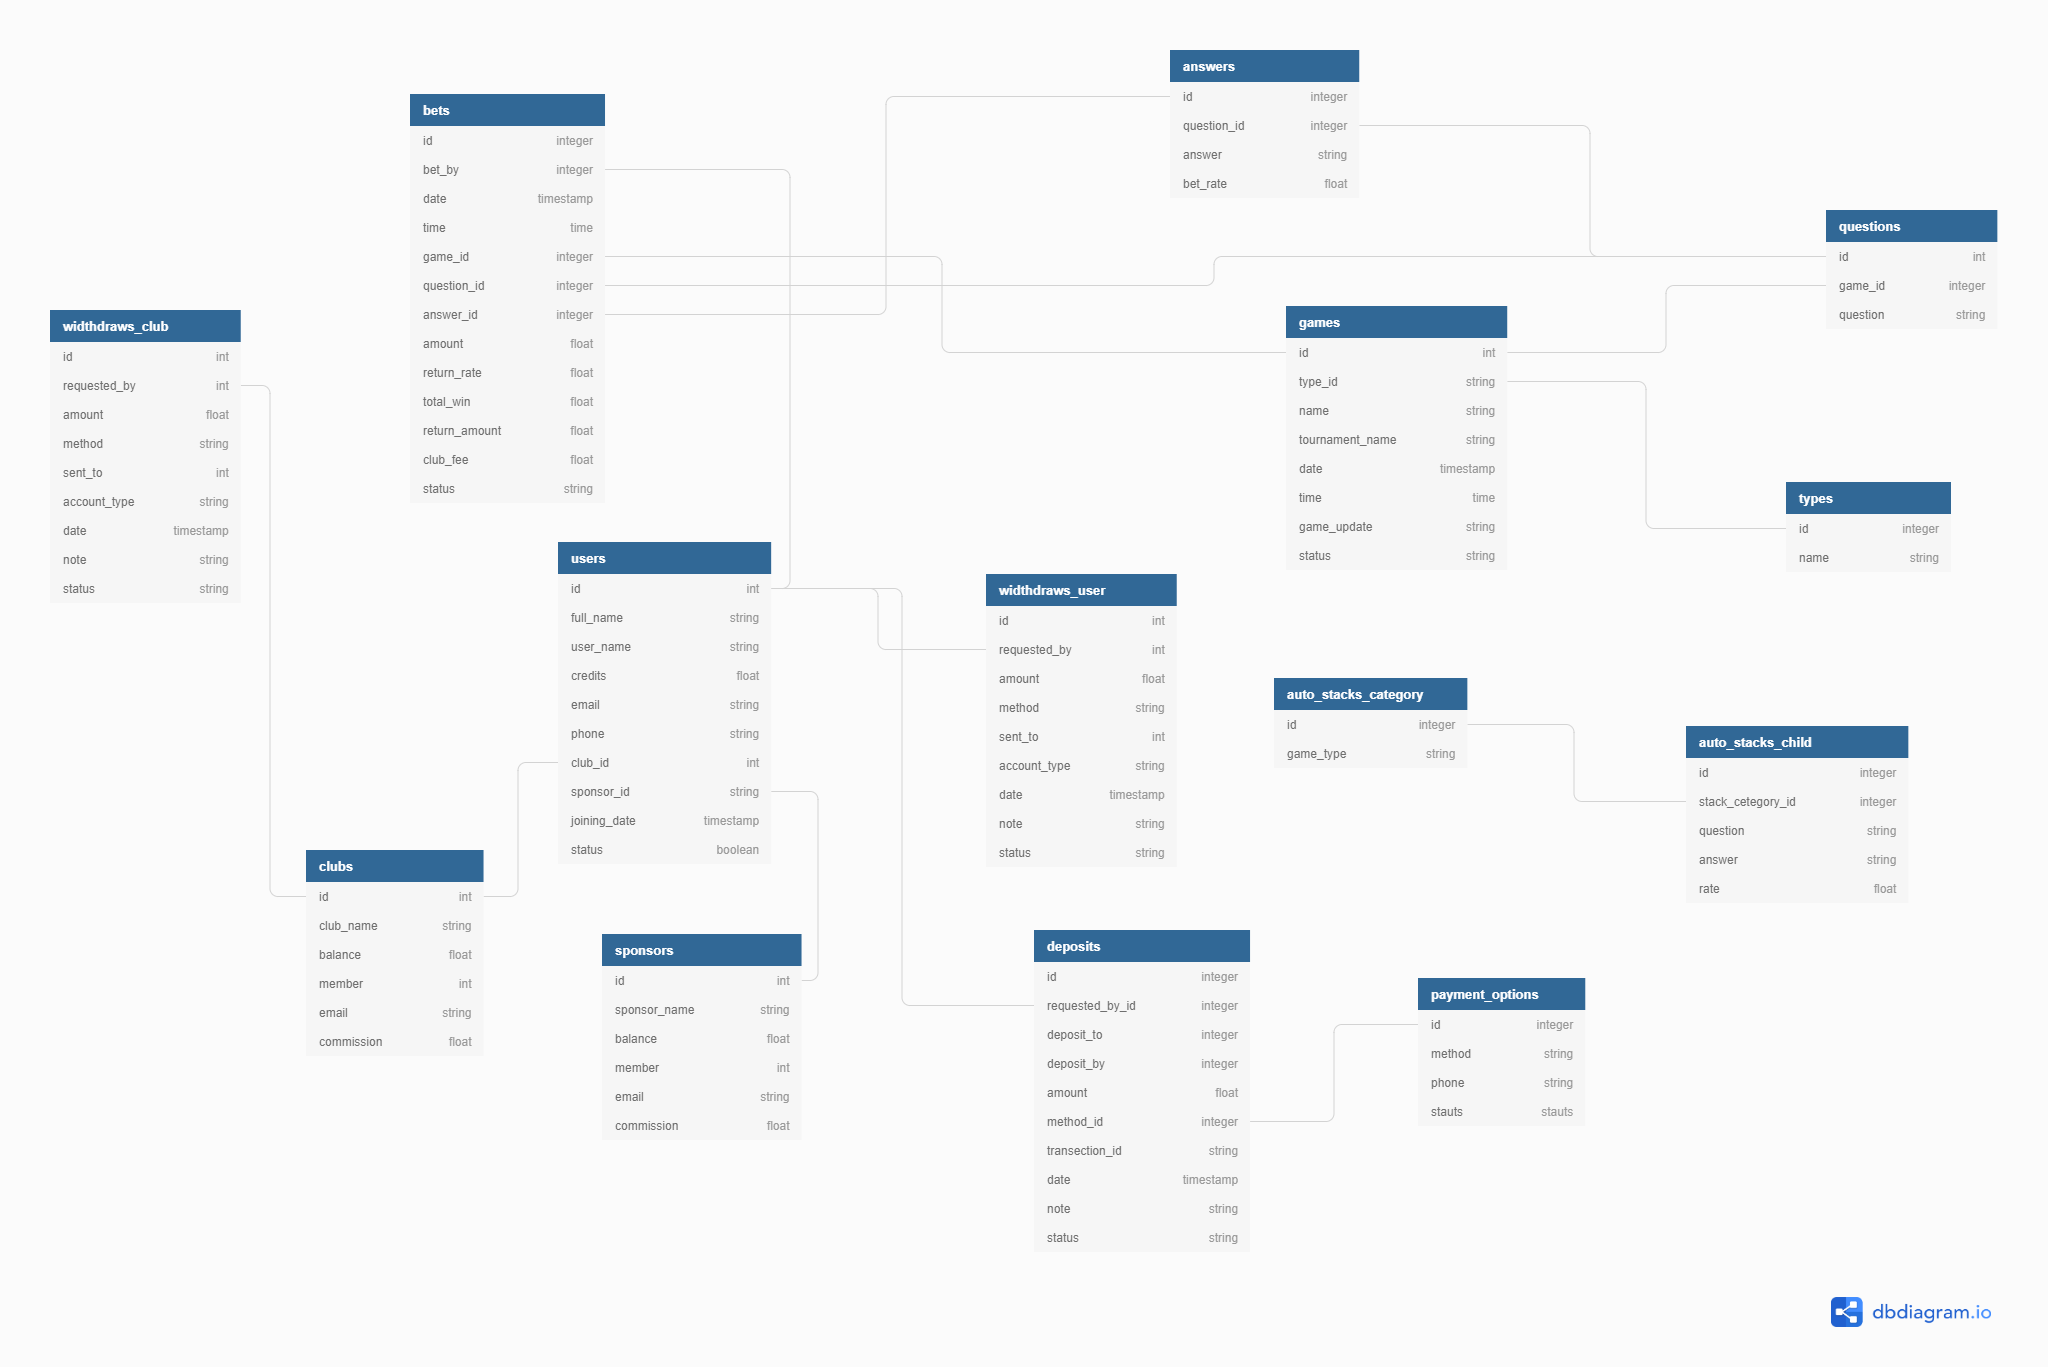 answers
id integer
question_id integer
answer string
bet_rate float
bets
id integer
bet_by integer
date timestamp
time time
game_id integer
question_id integer
answer_id integer
amount float
return_rate float
total_win float
return_amount float
club_fee float
status string
questions
id int
game_id integer
question string
widthdraws_club
id int
requested_by int
amount float
method string
sent_to int
account_type string
date timestamp
note string
status string
games
id int
type_id string
name string
tournament_name string
date timestamp
time time
game_update string
status string
types
id integer
name string
users
id int
full_name string
user_name string
credits float
email string
phone string
club_id int
sponsor_id string
joining_date timestamp
status boolean
widthdraws_user
id int
requested_by int
amount float
method string
sent_to int
account_type string
date timestamp
note string
status string
auto_stacks_category
id integer
game_type string
auto_stacks_child
id integer
stack_cetegory_id integer
question string
answer string
rate float
clubs
id int
club_name string
balance float
member int
email string
commission float
sponsors
id int
sponsor_name string
balance float
member int
email string
commission float
deposits
id integer
requested_by_id integer
deposit_to integer
deposit_by integer
amount float
method_id integer
transection_id string
date timestamp
note string
status string
payment_options
id integer
method string
phone string
stauts stauts
dbdiagram.io